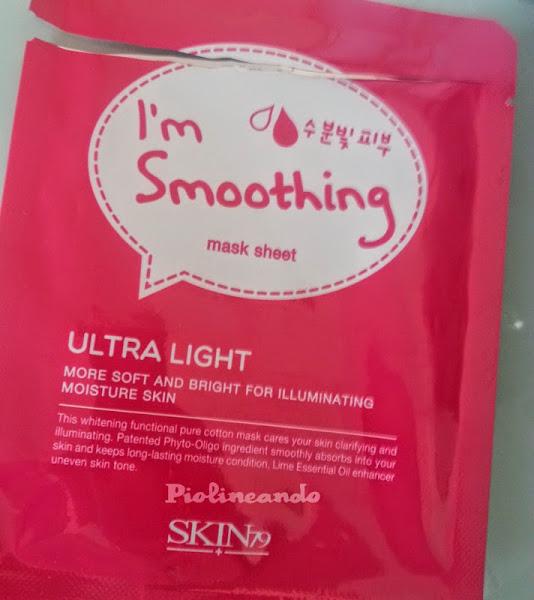 I'm
수분빛피부
Smoothing
mask sheet
ULTRA LIGHT
MORE SOFT AND BRIGHT FOR ILLUMINATING
MOISTURE SKIN
This whitening functional pure cotton mask cares your skin clarifying and
illuminating. Patented Phyto-Oligo ingredient smoothly absorbs into your
skin and keeps long-lasting moisture condition, Lime Essential Oil enhancer
uneven skin tone.
Piolineando
SKIN79